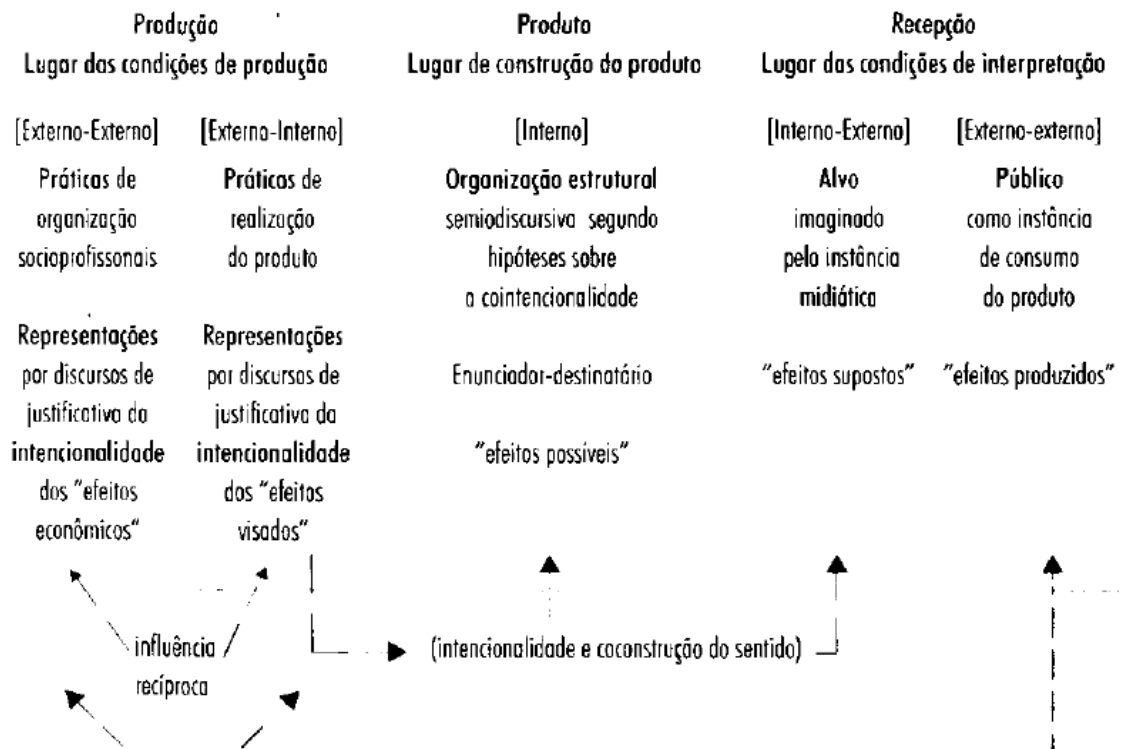 Produção
Lugar das condições de produção
[Externo-Externo]
Práticas de
organização
socioprofissonais
Representações
por discursos de
justificativa da
intencionalidade
dos "efeitos
econômicos"
[Externo-Interno]
Práticas de
realização
do produto
Representações
por discursos de
justificativa da
intencionalidade
dos "efeitos
visados"
Produto
Lugar de construção do produto
[Interno]
Organização estrutural
semiodiscursiva segundo
hipóteses sobre
a cointencionalidade
Enunciador-destinatário
"efeitos possíveis"
Recepção
Lugar das condições de interpretação
[Interno-Externo]
Alvo
imaginado
pela instância
midiática
"efeitos supostos"
[Externo-externo]
Público
como instância
de consumo
do produto
"efeitos produzidos"
influência
recíproca
(intencionalidade e coconstrução do sentido)